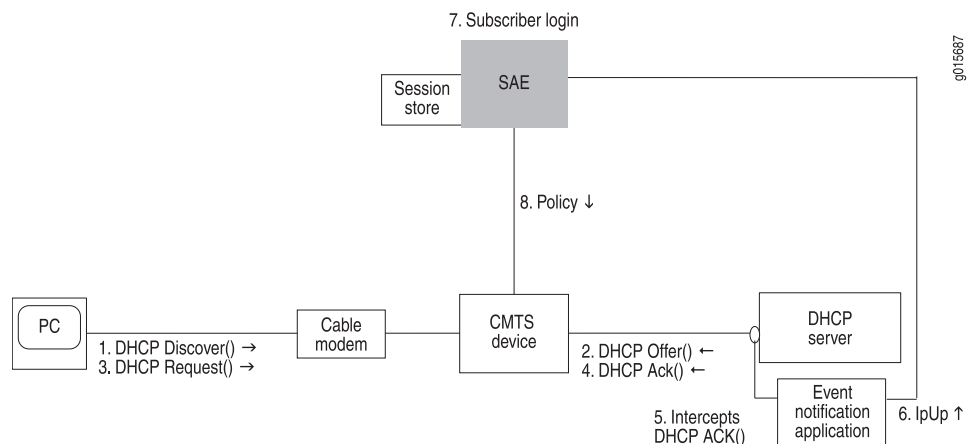 7. Subscriber login
g015687
Session
store
SAE
8. Policy ↓
PC
Cable
modem
CMTS
device
DHCP
server
1. DHCP Discover() →
3. DHCP Request() →
2. DHCP Offer() ←
4. DHCP Ack() ←
5. Intercepts
DHCP ACK()
Event
notification
application
6. IpUp ↑